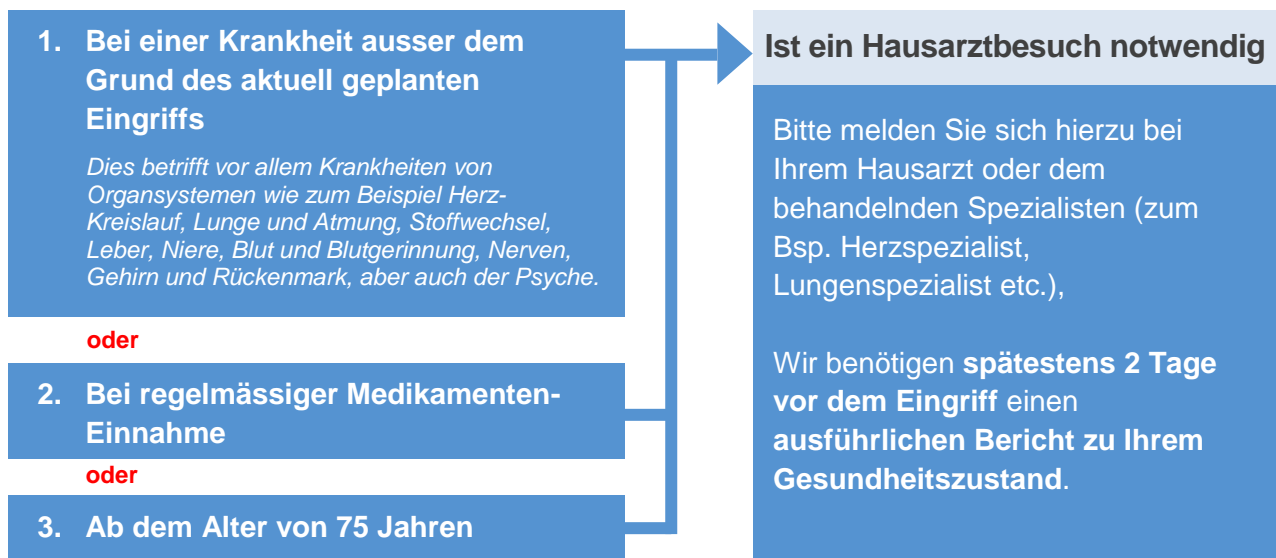 1. Bei einer Krankheit ausser dem
Grund des aktuell geplanten
Eingriffs
Dies betrifft vor allem Krankheiten von
Organsystemen wie zum Beispiel Herz-
Kreislauf, Lunge und Atmung, Stoffwechsel,
Leber, Niere, Blut und Blutgerinnung, Nerven,
Gehirn und Rückenmark, aber auch der Psyche.
oder
2. Bei regelmässiger Medikamenten-
Einnahme
oder
3. Ab dem Alter von 75 Jahren
Ist ein Hausarztbesuch notwendig
Bitte melden Sie sich hierzu bei
Ihrem Hausarzt oder dem
behandelnden Spezialisten (zum
Bsp. Herzspezialist,
Lungenspezialist etc.),
Wir benötigen spätestens 2 Tage
vor dem Eingriff einen
ausführlichen Bericht zu Ihrem
Gesundheitszustand.